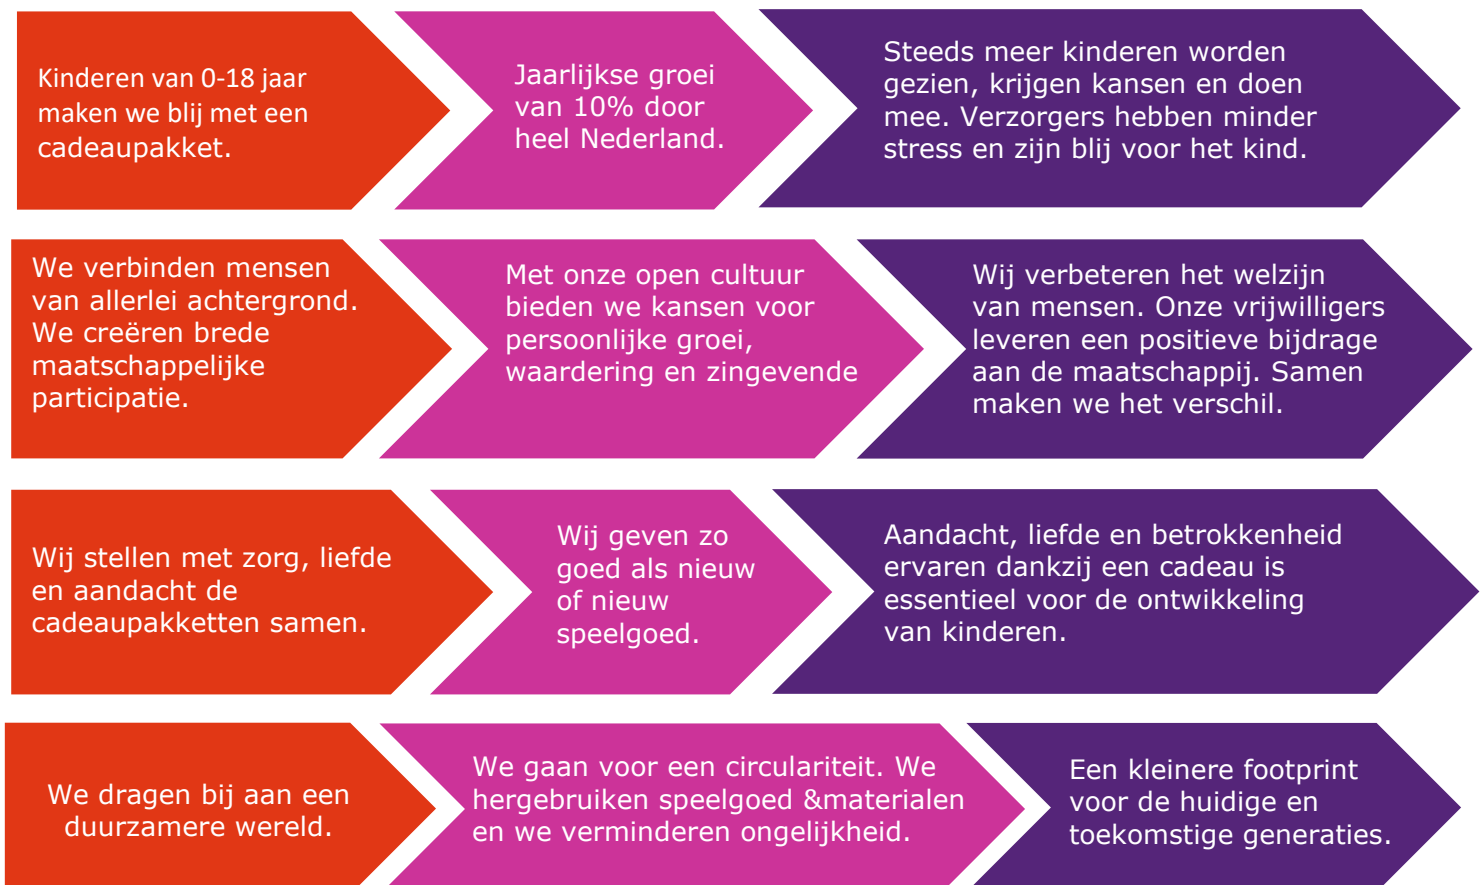 Kinderen van 0-18 jaar
maken we blij met een
cadeaupakket.
Jaarlijkse groei
van 10% door
heel Nederland.
Steeds meer kinderen worden
gezien, krijgen kansen en doen
mee. Verzorgers hebben minder
stress en zijn blij voor het kind.
We verbinden mensen
van allerlei achtergrond.
We creëren brede
maatschappelijke
participatie.
Met onze open cultuur
bieden we kansen voor
persoonlijke groei,
waardering en zingevende
Wij verbeteren het welzijn
van mensen. Onze vrijwilligers
leveren een positieve bijdrage
aan de maatschappij. Samen
maken we het verschil.
Wij stellen met zorg, liefde
en aandacht de
cadeaupakketten samen.
Wij geven zo
goed als nieuw
of nieuw
speelgoed.
Aandacht, liefde en betrokkenheid
ervaren dankzij een cadeau is
essentieel voor de ontwikkeling
van kinderen.
We dragen bij aan een
duurzamere wereld.
We gaan voor een circulariteit. We
hergebruiken speelgoed &materialen
en we verminderen ongelijkheid.
Een kleinere footprint
voor de huidige en
toekomstige generaties.